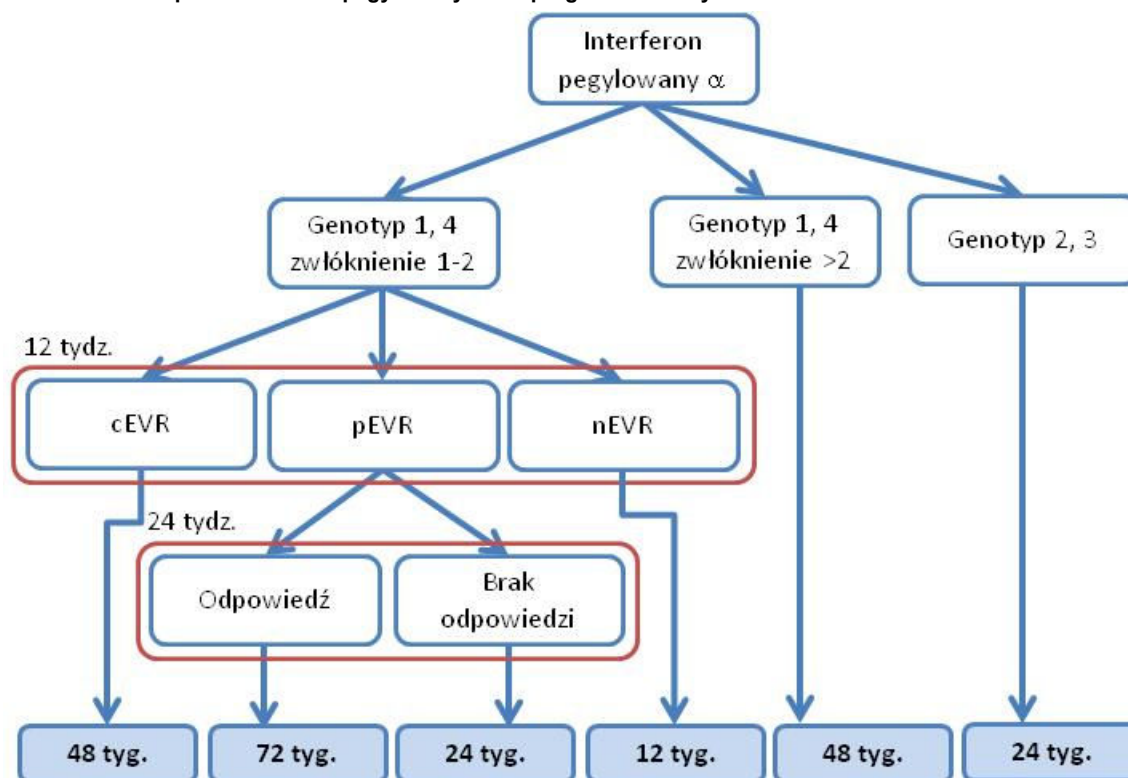 Interferon
pegylowany α
Genotyp 1, 4
zwłóknienie 1-2
Genotyp 1, 4
zwłóknienie >2
Genotyp 2, 3
12 tydz.
cEVR
pEVR
nEVR
24 tydz.
Odpowiedź
Brak
odpowiedzi
48 tyg.
72 tyg.
24 tyg.
12 tyg.
48 tyg.
24 tyg.